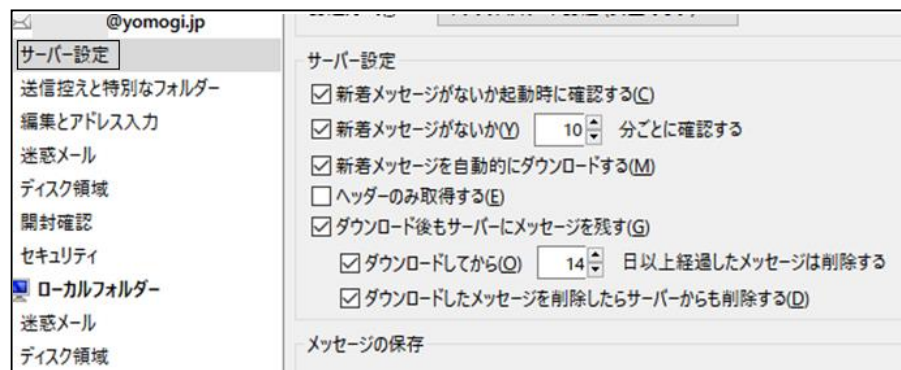 @yomogi.jp
サーバー設定
送信控えと特別なフォルダー
編集とアドレス入力
迷惑メール
ディスク領域
開封確認
セキュリティ
ローカルフォルダー
迷惑メール
ディスク領域
サーバー設定
新着メッセージがないか起動時に確認する(C)
新着メッセージがないか(Y) 10 分ごとに確認する
新着メッセージを自動的にダウンロードする(M)
ヘッダーのみ取得する(E)
ダウンロード後もサーバーにメッセージを残す(G)
ダウンロードしてから(O) 14 日以上経過したメッセージは削除する
ダウンロードしたメッセージを削除したらサーバーからも削除する(D)
メッセージの保存